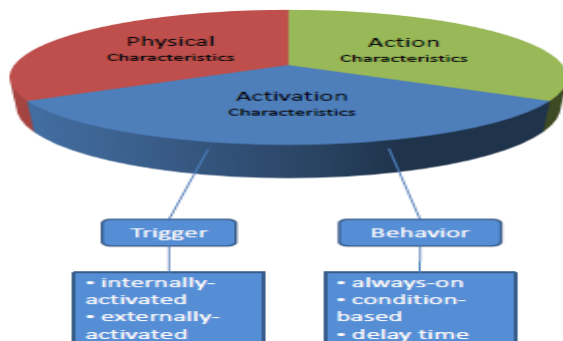 Physical
Characteristics
Action
Characteristics
Activation
Characteristics
Trigger
Behavior
• internally-
activated
• externally-
activated
• always-on
• condition-
based
• delay time